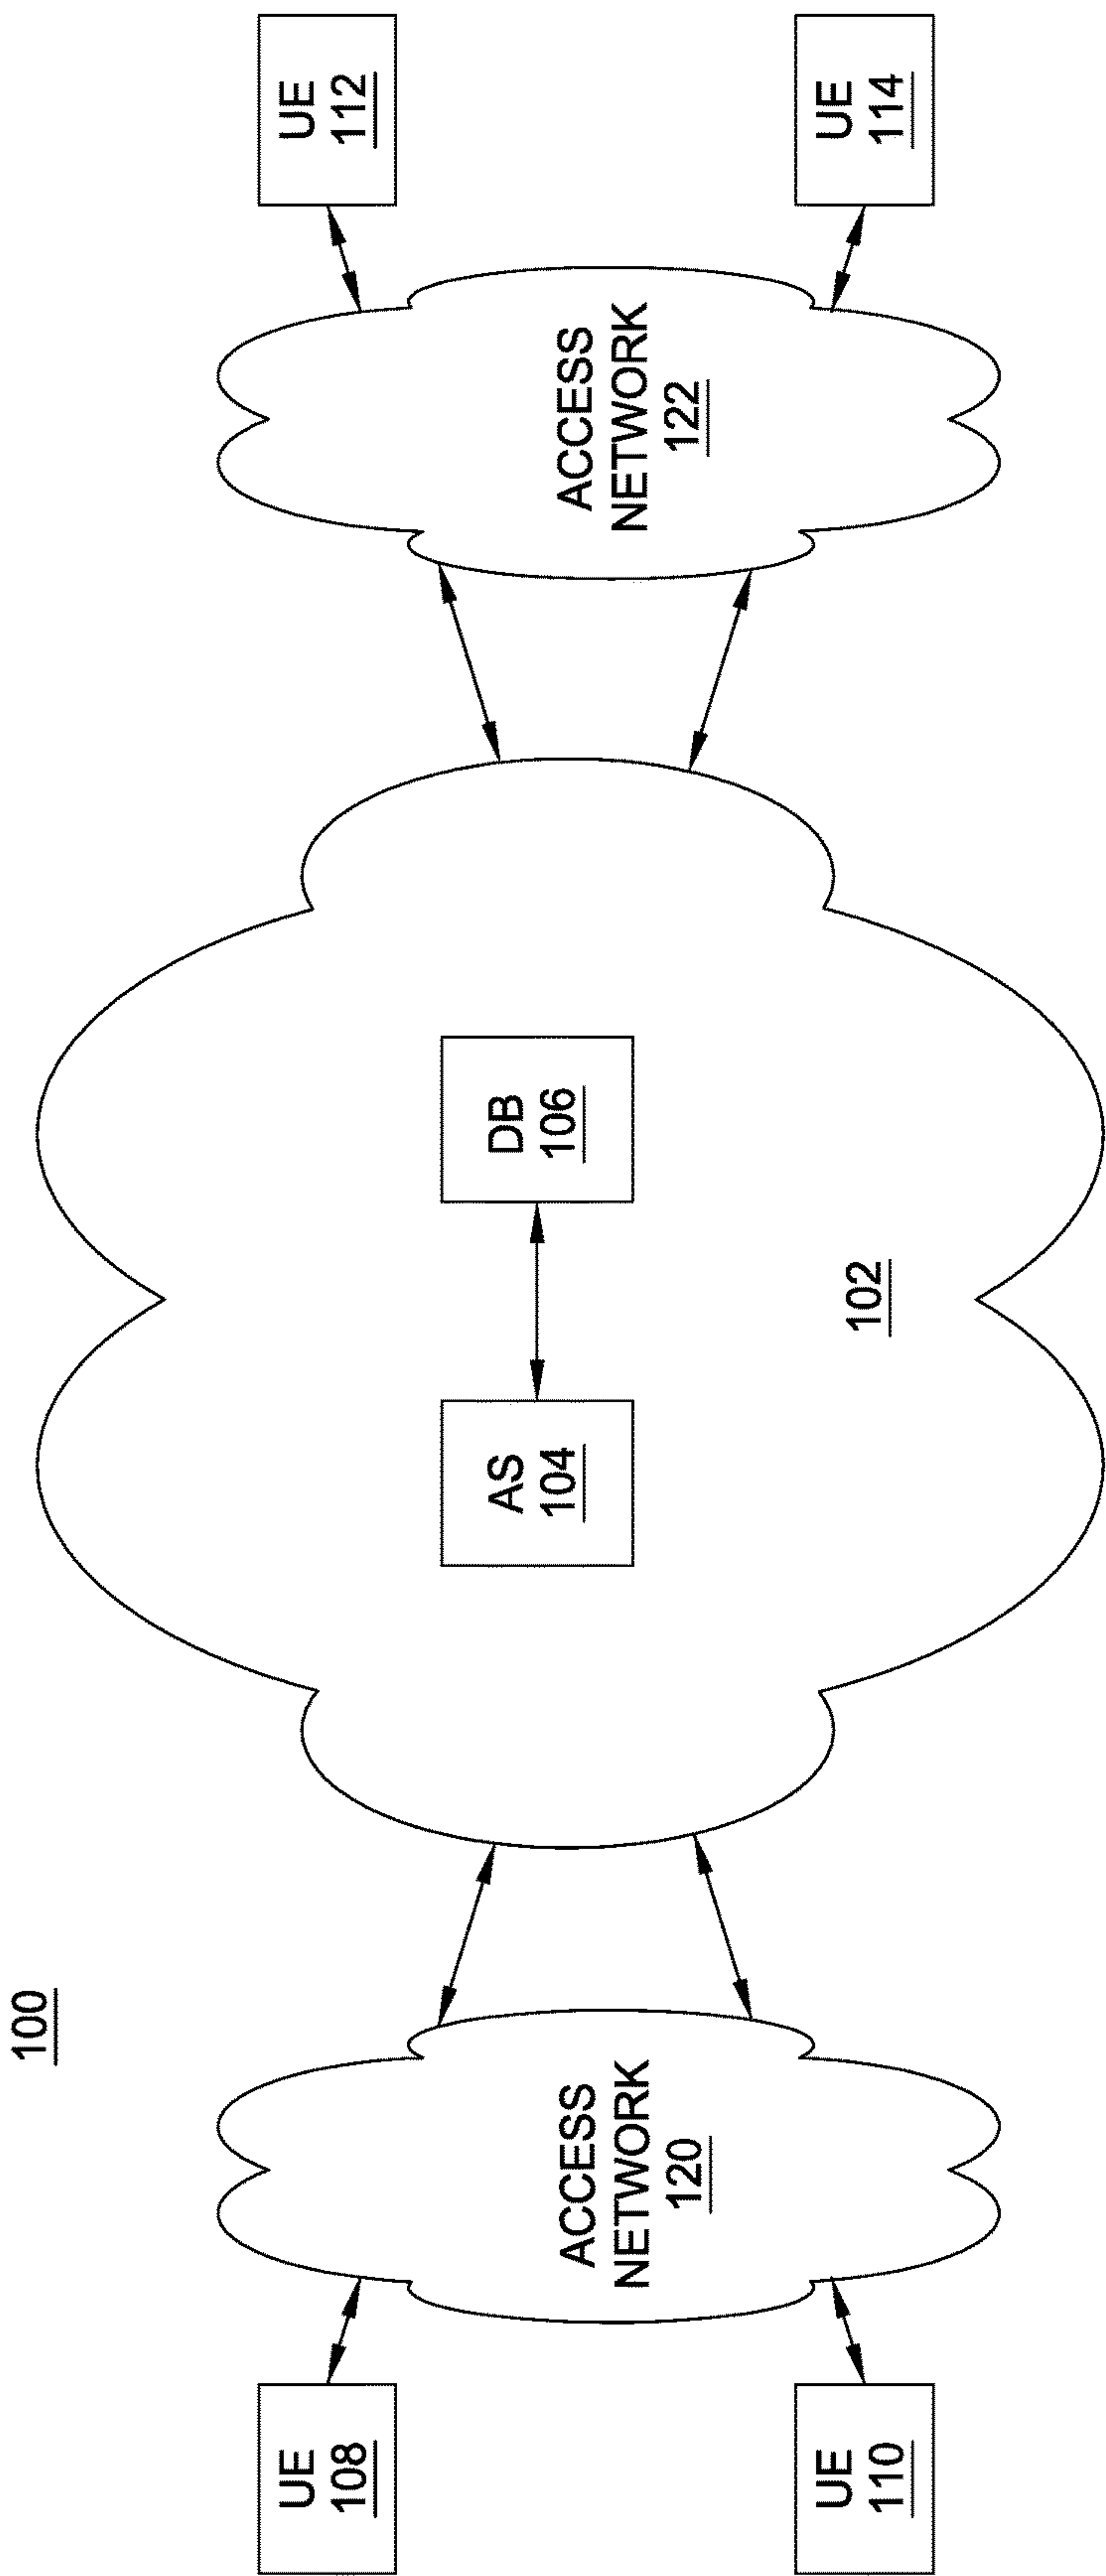 100
UE
108
UE
110
ACCESS
NETWORK
120
AS
104
DB
106
102
ACCESS
NETWORK
122
UE
112
UE
114